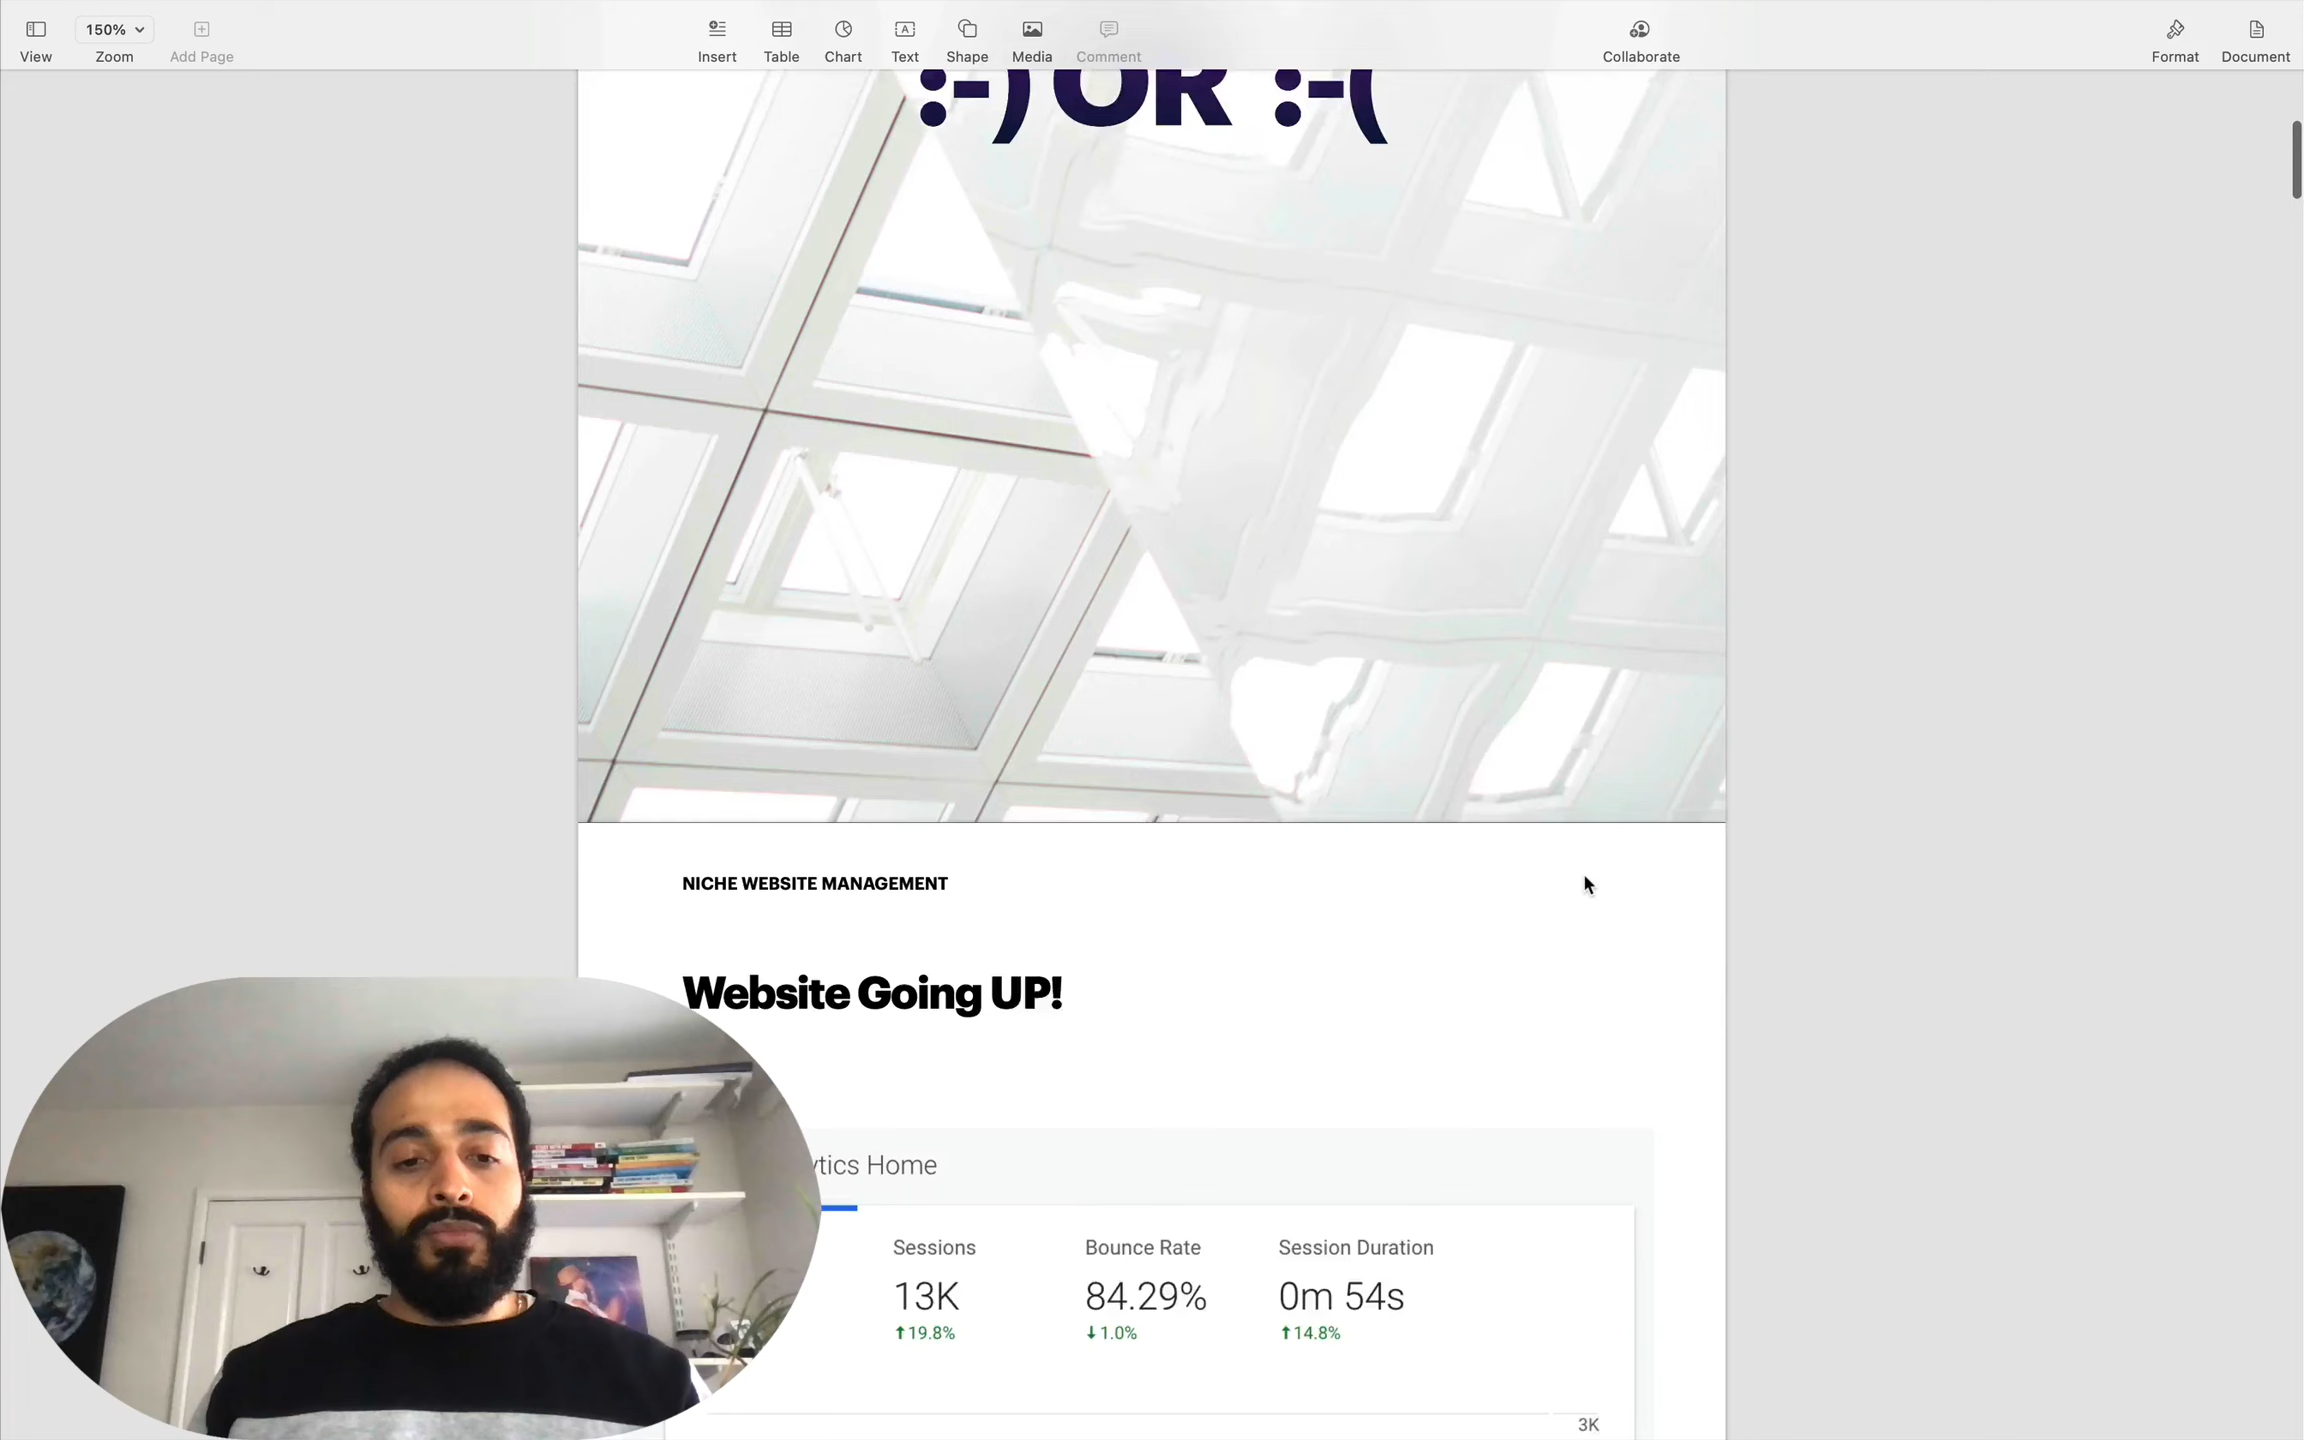 150%
View
Zoom
Add Page
Insert
Table
Chart
Text
Shape
Media
Comment
Collaborate
Format
Document
:-) OR :-(
NICHE WEBSITE MANAGEMENT
Website Going UP!
ytics Home
Sessions
Bounce Rate
Session Duration
13K
84.29%
0m 54s
↑19.8%
↓1.0%
↑14.8%
3K